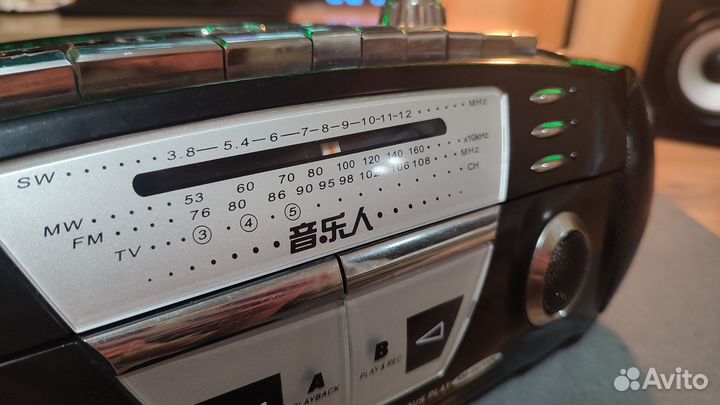 SW 3.8 5.4 6 7 8 9 10 11 12 MHz
MW 53 60 70 80 100 120 140 160 x10kHz
FM 76 80 86 90 95 98 102 106 108 MHz
TV ③ ④ ⑤ CH
音乐人
A
PLAYBACK
B
PLAY & REC
Avito